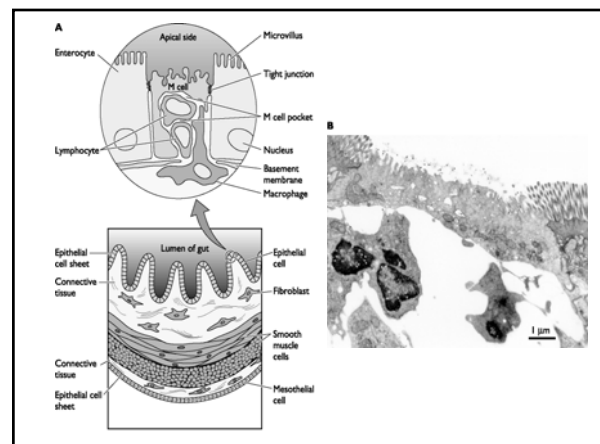 A
Apical side
Microvillus
Enterocyte
Tight junction
M cell
M cell pocket
Lymphocyte
Nucleus
Basement
membrane
Macrophage
B
1 µm
Lumen of gut
Epithelial
cell sheet
Epithelial
cell
Connective
tissue
Fibroblast
Smooth
muscle
cells
Connective
tissue
Epithelial cell
sheet
Mesothelial
cell